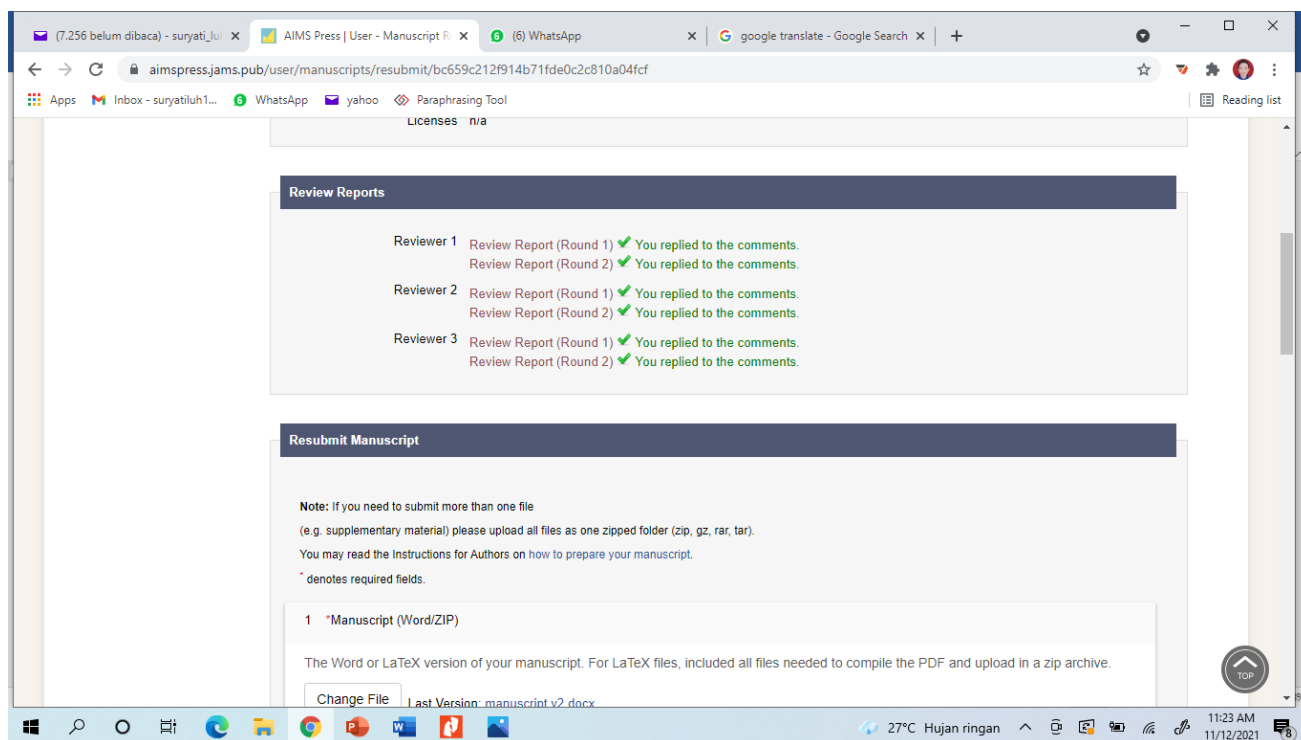 (7.256 belum dibaca) - suryati_lu
AIMS Press | User - Manuscript R
(6) WhatsApp
google translate - Google Search
aimspress.jams.pub/user/manuscripts/resubmit/bc659c212f914b71fde0c2c810a04fcf
Apps
Inbox - suryatiluh1...
WhatsApp
yahoo
Paraphrasing Tool
Reading list
Licenses n/a
Review Reports
Reviewer 1 Review Report (Round 1) You replied to the comments.
Review Report (Round 2) You replied to the comments.
Reviewer 2 Review Report (Round 1) You replied to the comments.
Review Report (Round 2) You replied to the comments.
Reviewer 3 Review Report (Round 1) You replied to the comments.
Review Report (Round 2) You replied to the comments.
Resubmit Manuscript
Note: If you need to submit more than one file
(e.g. supplementary material) please upload all files as one zipped folder (zip, gz, rar, tar).
You may read the Instructions for Authors on how to prepare your manuscript.
* denotes required fields.
1 *Manuscript (Word/ZIP)
The Word or LaTeX version of your manuscript. For LaTeX files, included all files needed to compile the PDF and upload in a zip archive.
Change File Last Version: manuscript.v2.docx
TOP
27°C Hujan ringan
11:23 AM
11/12/2021
8